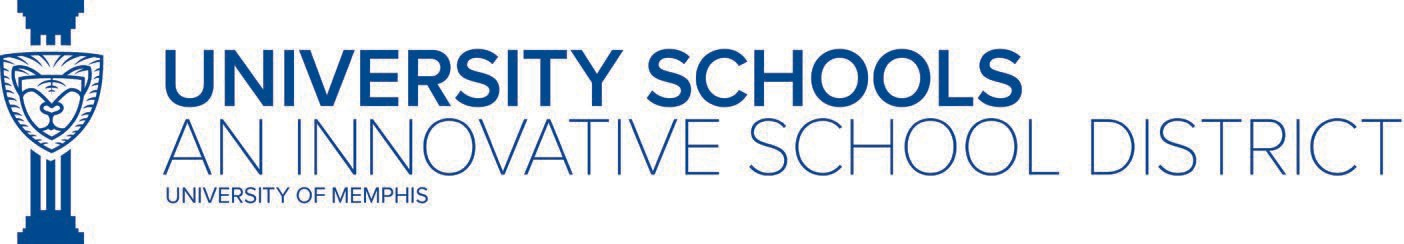 UNIVERSITY SCHOOLS
AN INNOVATIVE SCHOOL DISTRICT
UNIVERSITY OF MEMPHIS